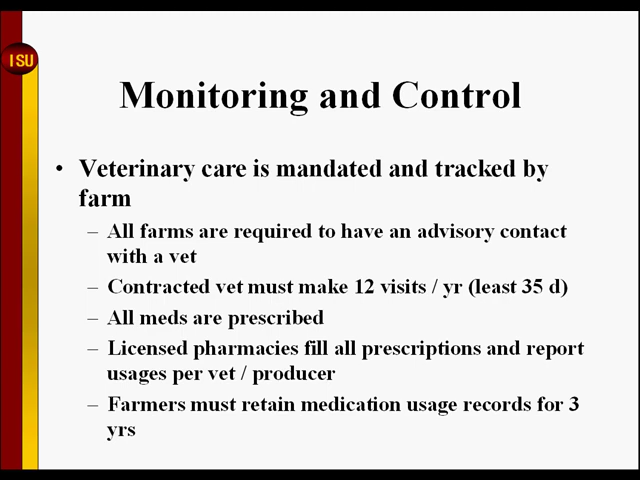 ISU
Monitoring and Control
• Veterinary care is mandated and tracked by
farm
– All farms are required to have an advisory contact
with a vet
– Contracted vet must make 12 visits / yr (least 35 d)
– All meds are prescribed
– Licensed pharmacies fill all prescriptions and report
usages per vet / producer
– Farmers must retain medication usage records for 3
yrs